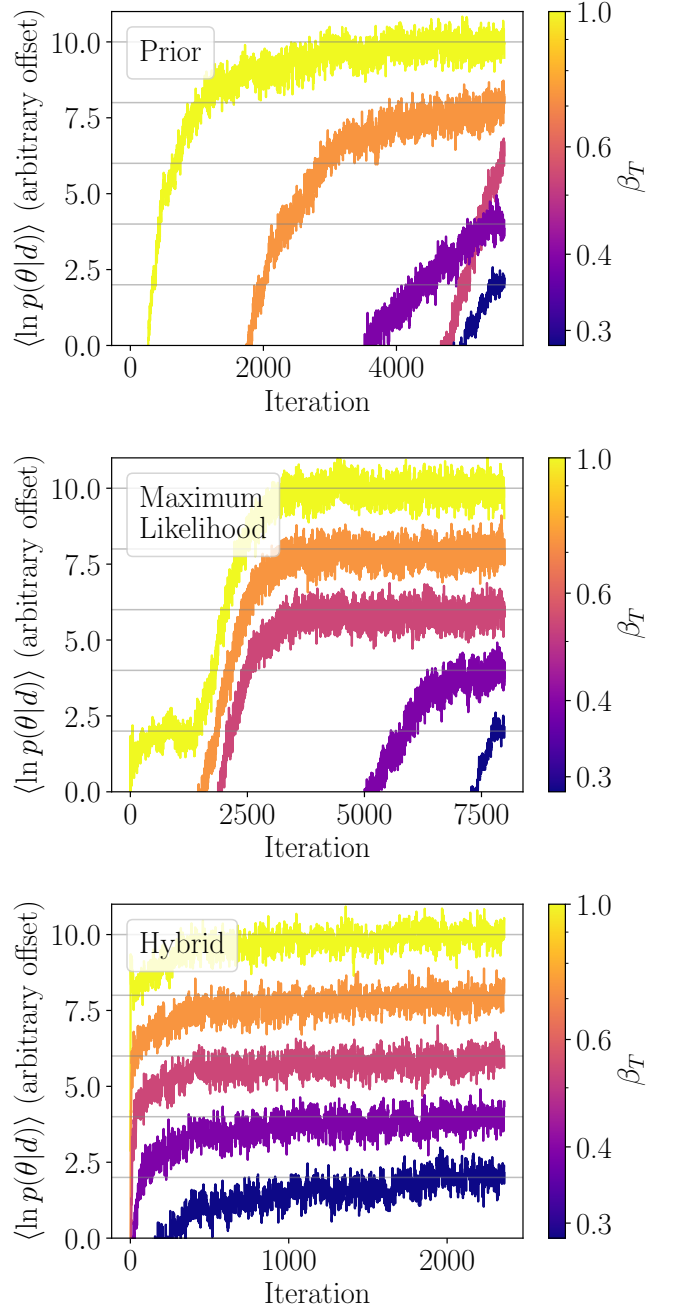 Prior
⟨ln p(θ|d)⟩ (arbitrary offset)
10.0
7.5
5.0
2.5
0.0
0
2000
4000
Iteration
1.0
0.6
0.4
0.3
β_T
Maximum
Likelihood
⟨ln p(θ|d)⟩ (arbitrary offset)
10.0
7.5
5.0
2.5
0.0
0
2500
5000
7500
Iteration
1.0
0.6
0.4
0.3
β_T
Hybrid
⟨ln p(θ|d)⟩ (arbitrary offset)
10.0
7.5
5.0
2.5
0.0
0
1000
2000
Iteration
1.0
0.6
0.4
0.3
β_T